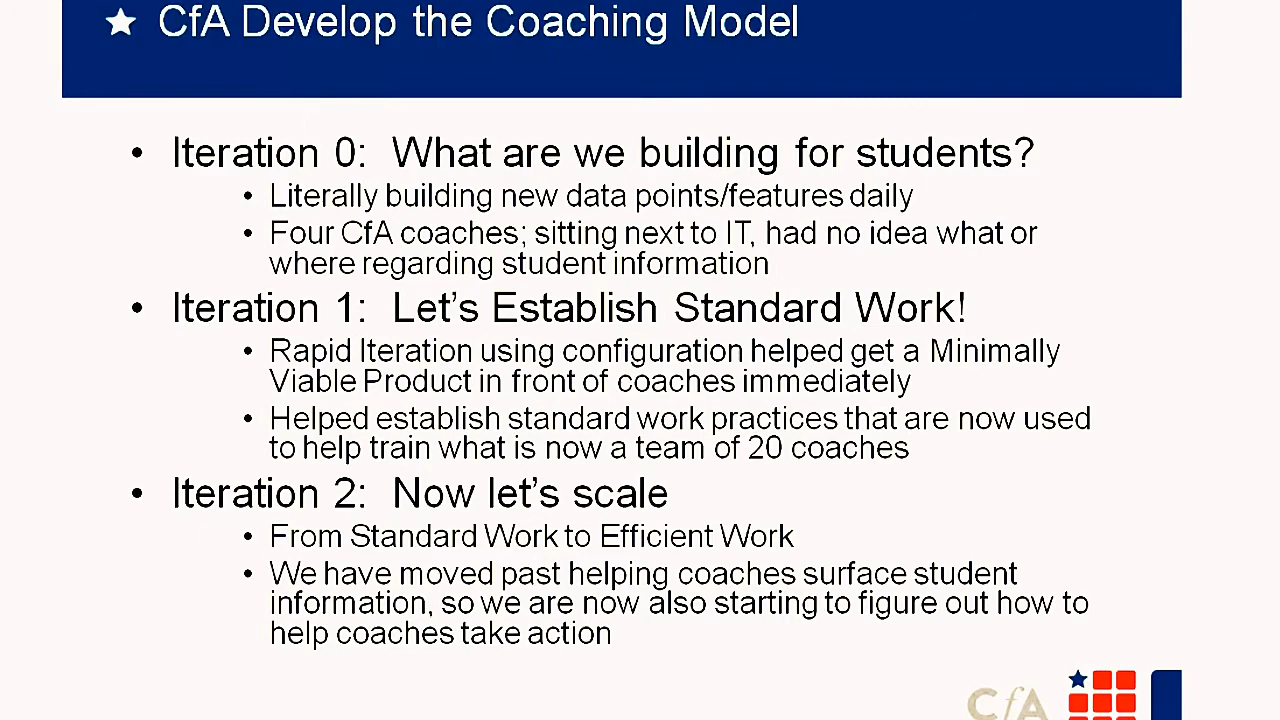 CfA Develop the Coaching Model
• Iteration 0: What are we building for students?
• Literally building new data points/features daily
• Four CfA coaches; sitting next to IT, had no idea what or
where regarding student information
• Iteration 1: Let's Establish Standard Work!
• Rapid Iteration using configuration helped get a Minimally
Viable Product in front of coaches immediately
• Helped establish standard work practices that are now used
to help train what is now a team of 20 coaches
• Iteration 2: Now let's scale
• From Standard Work to Efficient Work
• We have moved past helping coaches surface student
information, so we are now also starting to figure out how to
help coaches take action
CfA